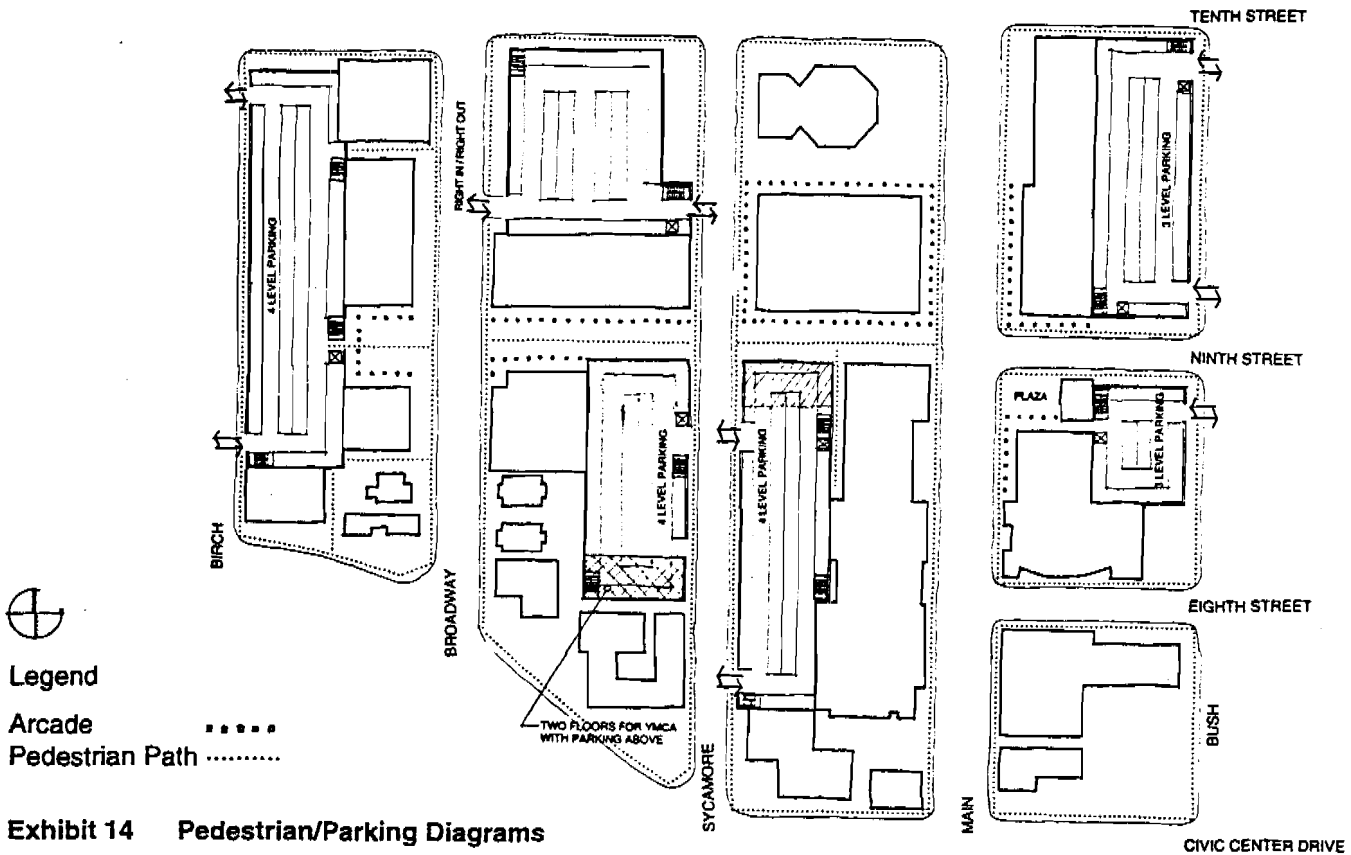 TENTH STREET
RIGHT IN / RIGHT OUT
4 LEVEL PARKING
3 LEVEL PARKING
NINTH STREET
PLAZA
4 LEVEL PARKING
4 LEVEL PARKING
3 LEVEL PARKING
BIRCH
BROADWAY
EIGHTH STREET
TWO FLOORS FOR YMCA
WITH PARKING ABOVE
SYCAMORE
MAIN
BUSH
CIVIC CENTER DRIVE
Legend
Arcade
Pedestrian Path
Exhibit 14 Pedestrian/Parking Diagrams